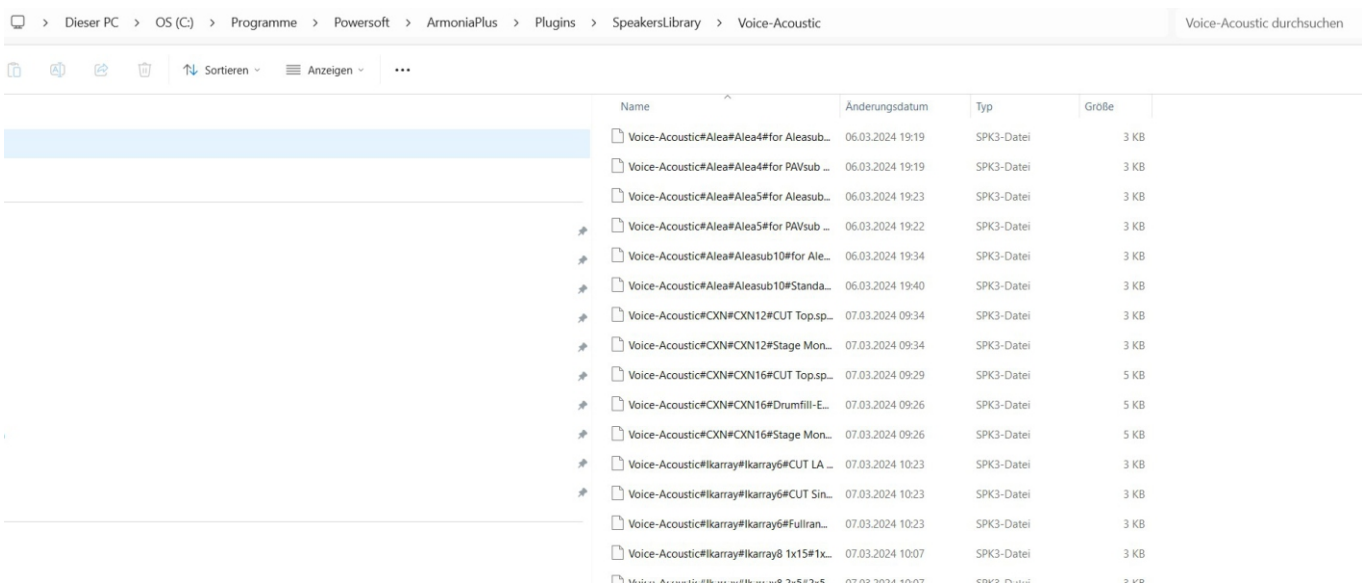 Dieser PC > OS (C:) > Programme > Powersoft > ArmoniaPlus > Plugins > SpeakersLibrary > Voice-Acoustic Voice-Acoustic durchsuchen
Sortieren Anzeigen ...
Name Änderungsdatum Typ Größe
Voice-Acoustic#Alea#Alea4#for Aleasub... 06.03.2024 19:19 SPK3-Datei 3 KB
Voice-Acoustic#Alea#Alea4#for PAVsub ... 06.03.2024 19:19 SPK3-Datei 3 KB
Voice-Acoustic#Alea#Alea5#for Aleasub... 06.03.2024 19:23 SPK3-Datei 3 KB
Voice-Acoustic#Alea#Alea5#for PAVsub ... 06.03.2024 19:22 SPK3-Datei 3 KB
Voice-Acoustic#Alea#Aleasub10#for Ale... 06.03.2024 19:34 SPK3-Datei 3 KB
Voice-Acoustic#Alea#Aleasub10#Standa... 06.03.2024 19:40 SPK3-Datei 3 KB
Voice-Acoustic#CXN#CXN12#CUT Top.sp... 07.03.2024 09:34 SPK3-Datei 3 KB
Voice-Acoustic#CXN#CXN12#Stage Mon... 07.03.2024 09:34 SPK3-Datei 3 KB
Voice-Acoustic#CXN#CXN16#CUT Top.sp... 07.03.2024 09:29 SPK3-Datei 5 KB
Voice-Acoustic#CXN#CXN16#Drumfill-E... 07.03.2024 09:26 SPK3-Datei 5 KB
Voice-Acoustic#CXN#CXN16#Stage Mon... 07.03.2024 09:26 SPK3-Datei 5 KB
Voice-Acoustic#Ikarray#Ikarray6#CUT LA ... 07.03.2024 10:23 SPK3-Datei 3 KB
Voice-Acoustic#Ikarray#Ikarray6#CUT Sin... 07.03.2024 10:23 SPK3-Datei 3 KB
Voice-Acoustic#Ikarray#Ikarray6#Fullran... 07.03.2024 10:23 SPK3-Datei 3 KB
Voice-Acoustic#Ikarray#Ikarray8 1x15#1x... 07.03.2024 10:07 SPK3-Datei 3 KB